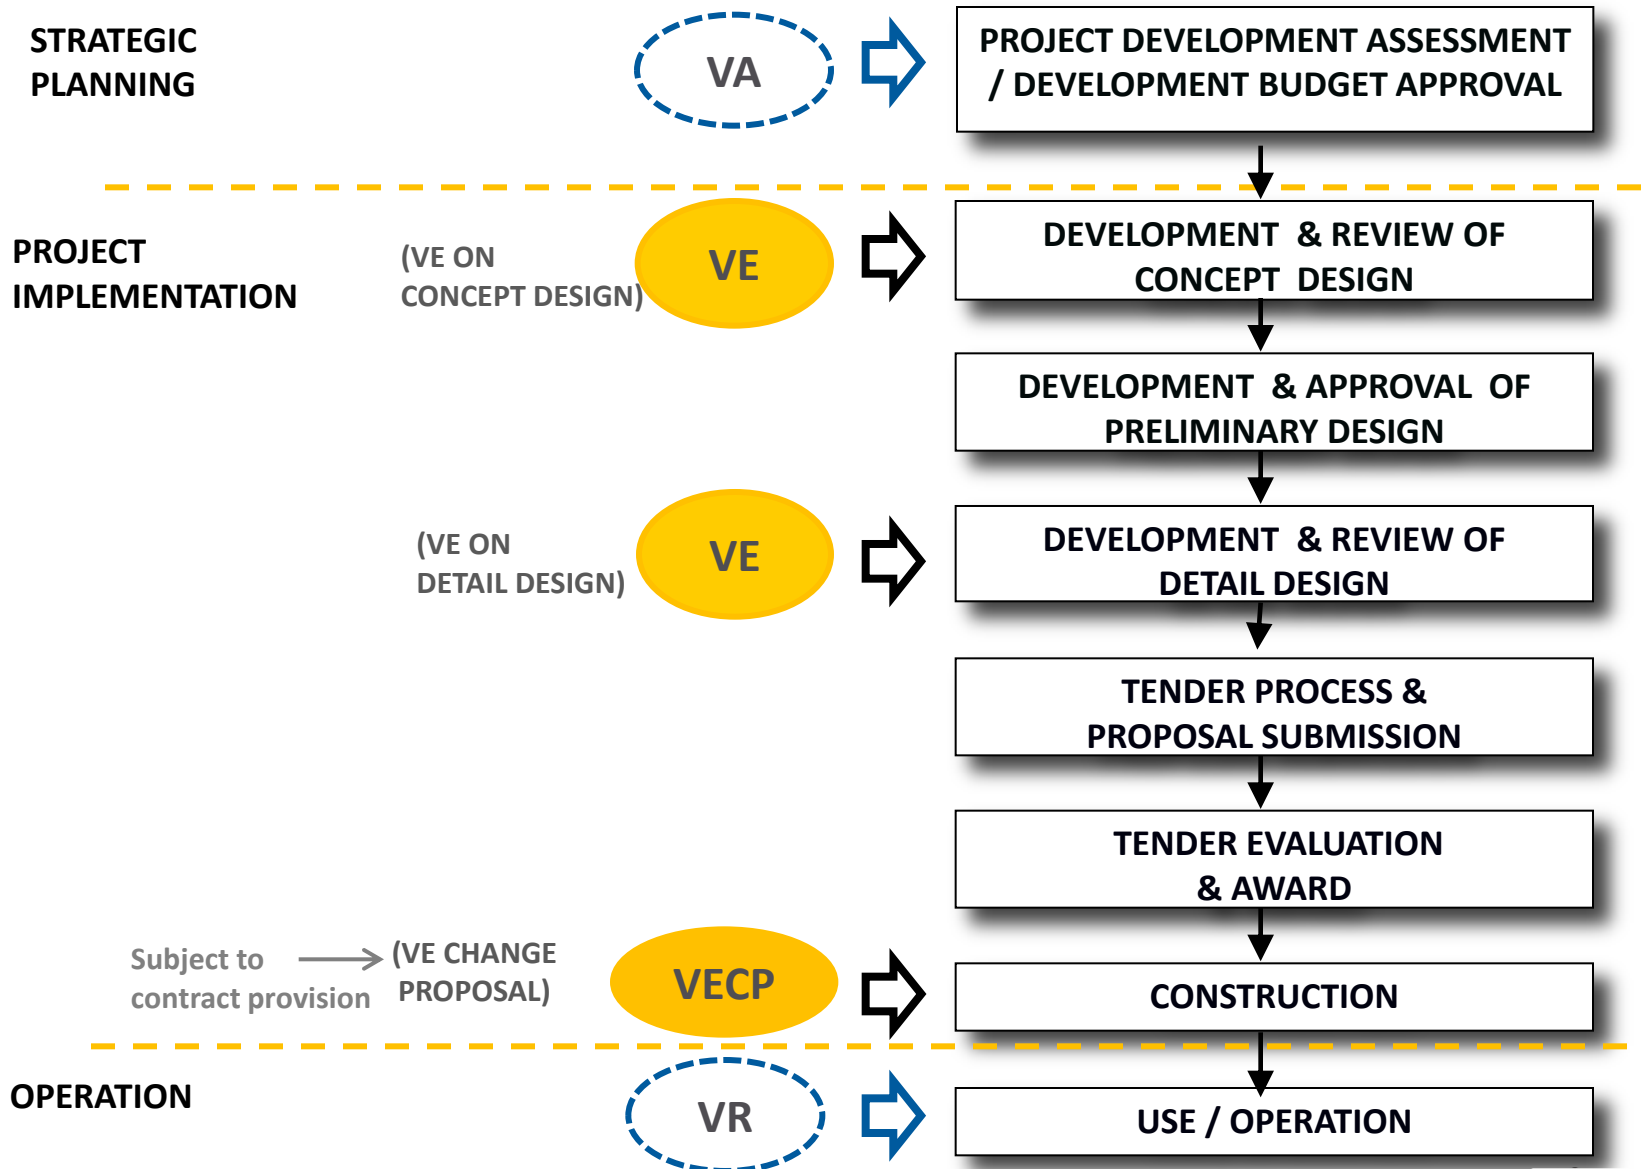 STRATEGIC
PLANNING
VA
PROJECT DEVELOPMENT ASSESSMENT
/ DEVELOPMENT BUDGET APPROVAL
PROJECT
IMPLEMENTATION
(VE ON
CONCEPT DESIGN)
VE
DEVELOPMENT & REVIEW OF
CONCEPT DESIGN
DEVELOPMENT & APPROVAL OF
PRELIMINARY DESIGN
(VE ON
DETAIL DESIGN)
VE
DEVELOPMENT & REVIEW OF
DETAIL DESIGN
TENDER PROCESS &
PROPOSAL SUBMISSION
TENDER EVALUATION
& AWARD
Subject to
contract provision
(VE CHANGE
PROPOSAL)
VECP
CONSTRUCTION
OPERATION
VR
USE / OPERATION